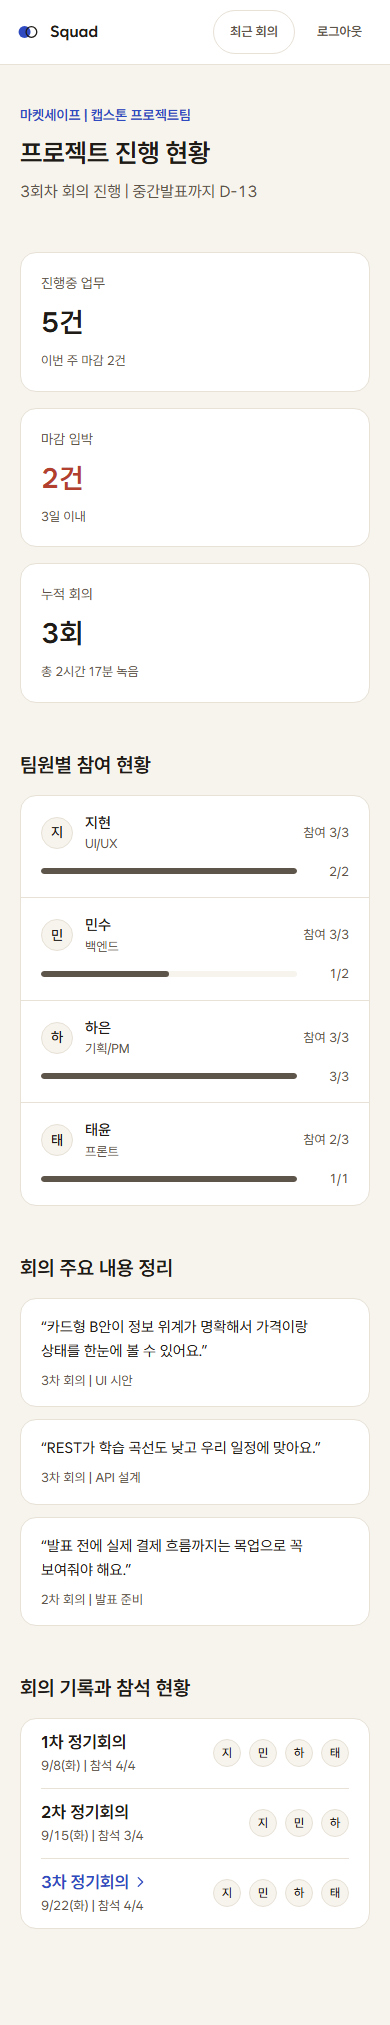 Squad
최근 회의
로그아웃
마켓세이프 | 캡스톤 프로젝트팀
프로젝트 진행 현황
3회차 회의 진행 | 중간발표까지 D-13
진행중 업무
5건
이번 주 마감 2건
마감 임박
2건
3일 이내
누적 회의
3회
총 2시간 17분 녹음
팀원별 참여 현황
지
지현
UI/UX
참여 3/3
2/2
민
민수
백엔드
참여 3/3
1/2
하
하은
기획/PM
참여 3/3
3/3
태
태윤
프론트
참여 2/3
1/1
회의 주요 내용 정리
“카드형 B안이 정보 위계가 명확해서 가격이랑
상태를 한눈에 볼 수 있어요.”
3차 회의 | UI 시안
“REST가 학습 곡선도 낮고 우리 일정에 맞아요.”
3차 회의 | API 설계
“발표 전에 실제 결제 흐름까지는 목업으로 꼭
보여줘야 해요.”
2차 회의 | 발표 준비
회의 기록과 참석 현황
1차 정기회의
9/8(화) | 참석 4/4
지 민 하 태
2차 정기회의
9/15(화) | 참석 3/4
지 민 하
3차 정기회의
9/22(화) | 참석 4/4
지 민 하 태